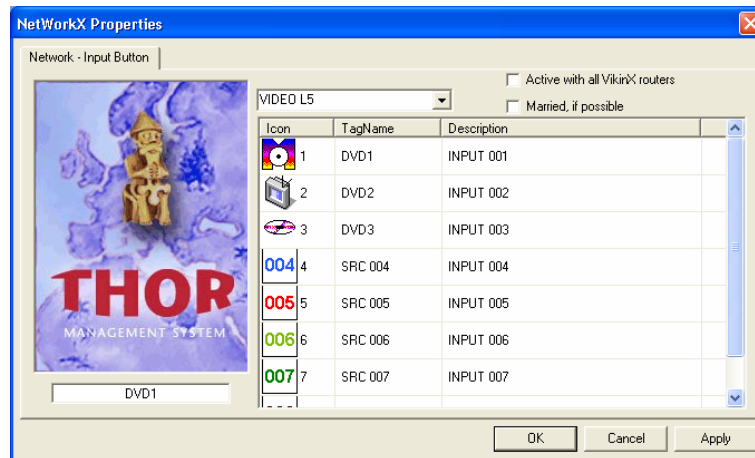 NetWorkX Properties
Network - Input Button
VIDEO L5
Active with all VikinX routers
Married, if possible
Icon TagName Description
1 DVD1 INPUT 001
2 DVD2 INPUT 002
3 DVD3 INPUT 003
004 4 SRC 004 INPUT 004
005 5 SRC 005 INPUT 005
006 6 SRC 006 INPUT 006
007 7 SRC 007 INPUT 007
THOR
MANAGEMENT SYSTEM
DVD1
OK Cancel Apply